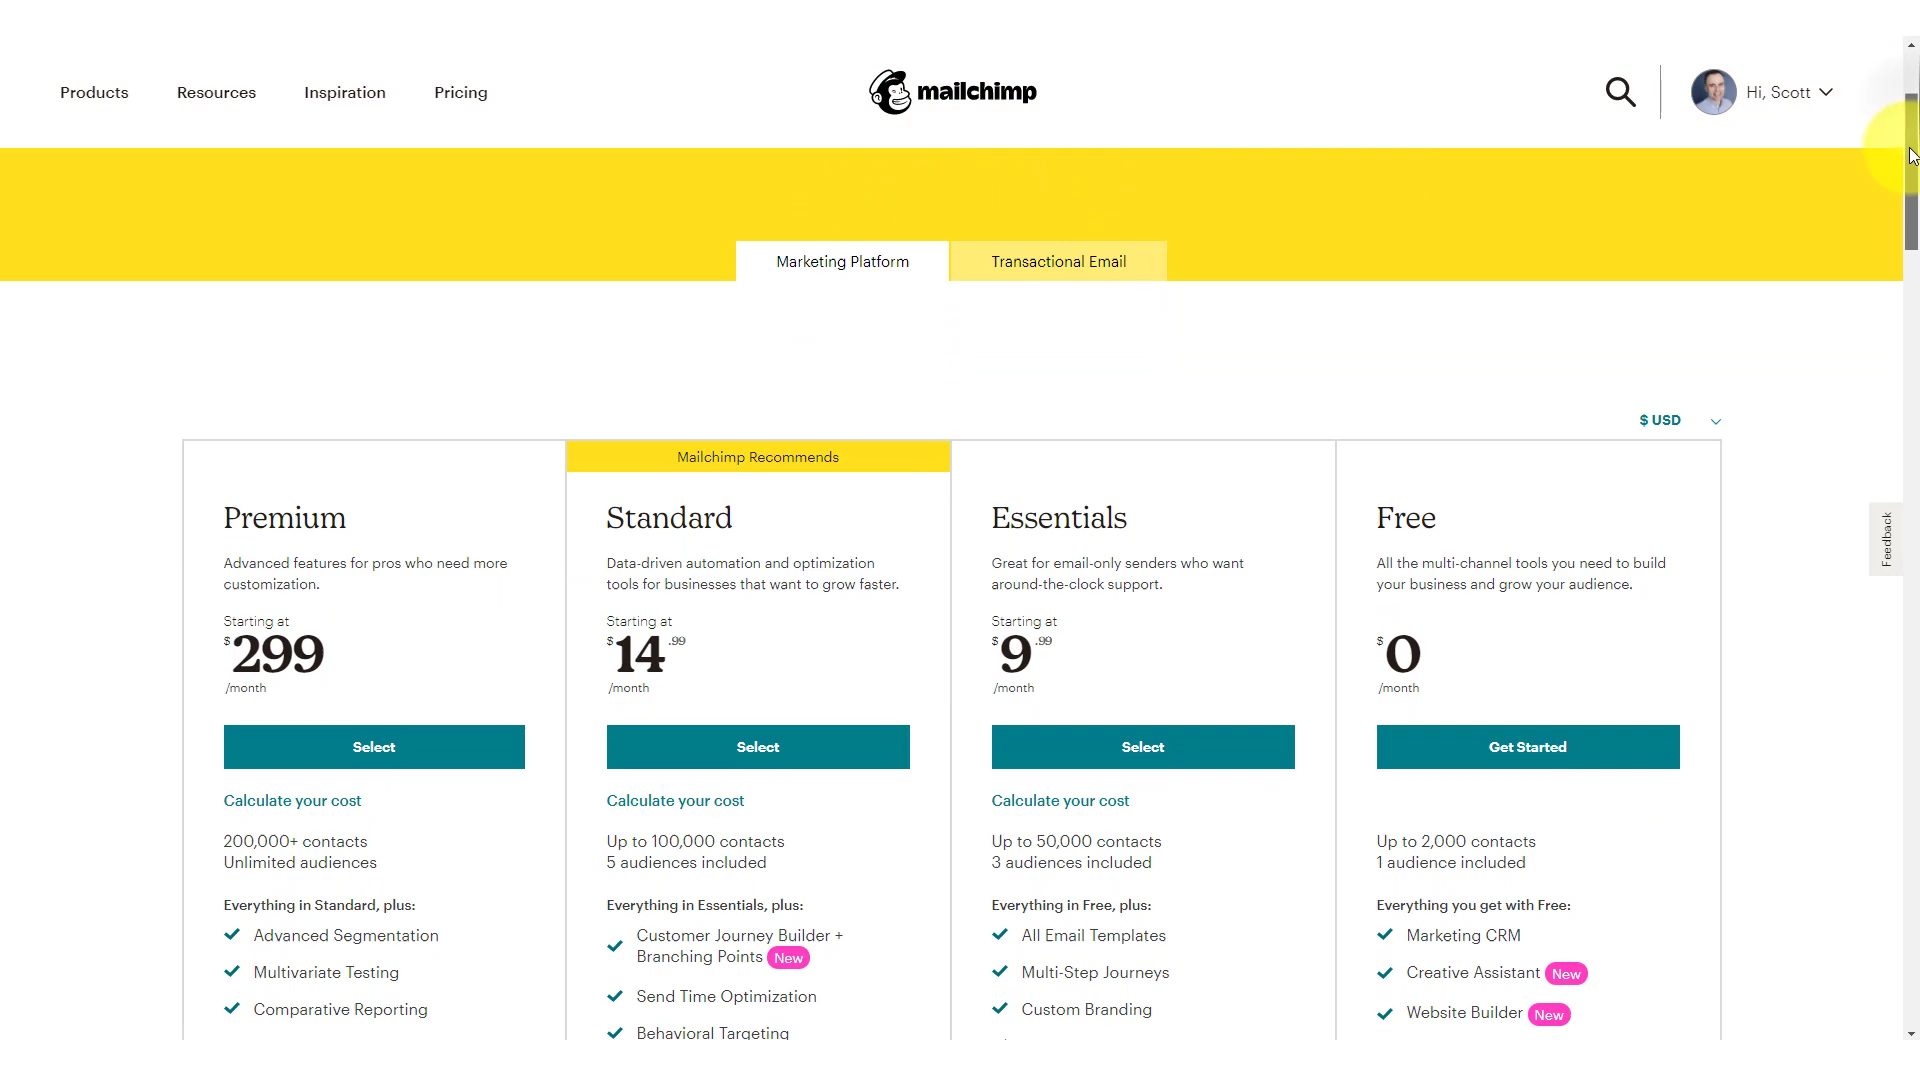 Products Resources Inspiration Pricing mailchimp Hi, Scott
Marketing Platform Transactional Email
$ USD
Mailchimp Recommends
Premium
Advanced features for pros who need more
customization.
Starting at
$299
/month
Select
Calculate your cost
200,000+ contacts
Unlimited audiences
Everything in Standard, plus:
Advanced Segmentation
Multivariate Testing
Comparative Reporting
Standard
Data-driven automation and optimization
tools for businesses that want to grow faster.
Starting at
$14.99
/month
Select
Calculate your cost
Up to 100,000 contacts
5 audiences included
Everything in Essentials, plus:
Customer Journey Builder +
Branching Points New
Send Time Optimization
Behavioral Targeting
Essentials
Great for email-only senders who want
around-the-clock support.
Starting at
$9.99
/month
Select
Calculate your cost
Up to 50,000 contacts
3 audiences included
Everything in Free, plus:
All Email Templates
Multi-Step Journeys
Custom Branding
Free
All the multi-channel tools you need to build
your business and grow your audience.
$0
/month
Get Started
Up to 2,000 contacts
1 audience included
Everything you get with Free:
Marketing CRM
Creative Assistant New
Website Builder New
Feedback